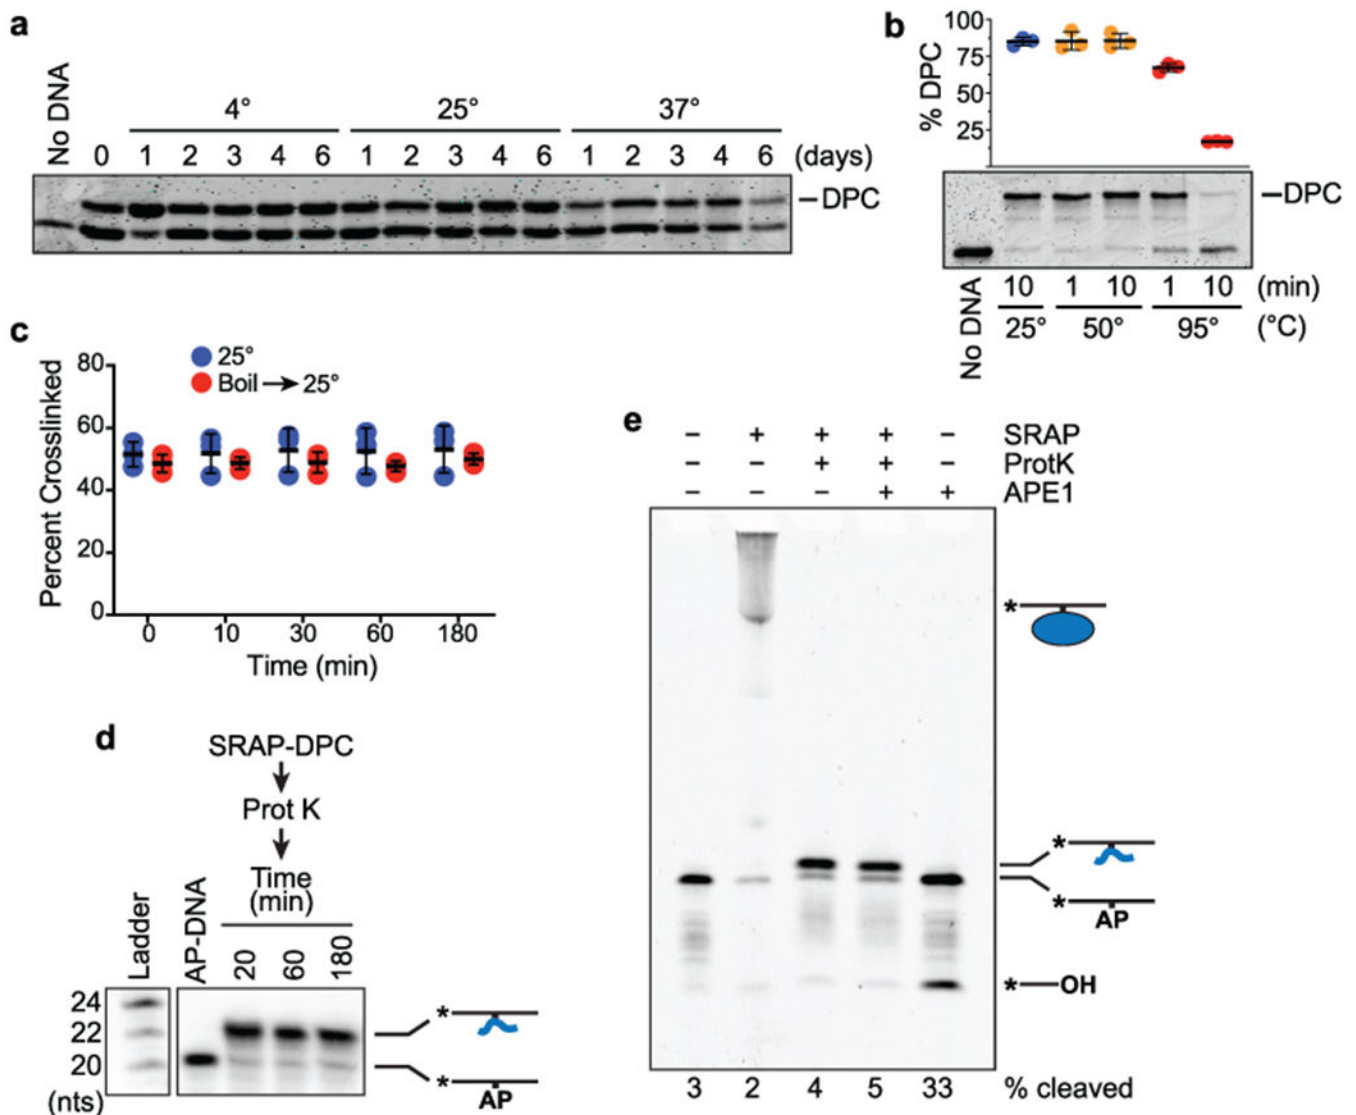 a
No DNA
4° 25° 37°
0 1 2 3 4 6 1 2 3 4 6 1 2 3 4 6 (days)
–DPC
b
% DPC
100
75
50
25
–DPC
No DNA
10 1 10 1 10 (min)
25° 50° 95° (°C)
c
Percent Crosslinked
80
60
40
20
0
25°
Boil → 25°
0 10 30 60 180
Time (min)
d
SRAP-DPC
Prot K
Time
(min)
Ladder
AP-DNA
20
60
180
24
22
20
(nts)
*
*
AP
e
– + + + – SRAP
– – + + – ProtK
– – – + + APE1
*
*
*
AP
*—OH
3 2 4 5 33 % cleaved